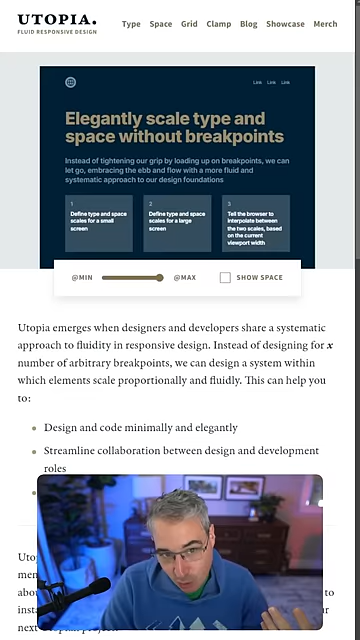 UTOPIA.
FLUID RESPONSIVE DESIGN
Type Space Grid Clamp Blog Showcase Merch
Link Link Link
Elegantly scale type and
space without breakpoints
Instead of tightening our grip by loading up on breakpoints, we can
let go, embracing the ebb and flow with a more fluid and
systematic approach to our design foundations
1
Define type and space
scales for a small
screen
2
Define type and space
scales for a large
screen
3
Tell the browser to
interpolate between
the two scales, based
on the current
viewport width
@MIN @MAX SHOW SPACE
Utopia emerges when designers and developers share a systematic
approach to fluidity in responsive design. Instead of designing for x
number of arbitrary breakpoints, we can design a system within
which elements scale proportionally and fluidly. This can help you
to:
Design and code minimally and elegantly
Streamline collaboration between design and development
roles
to
next